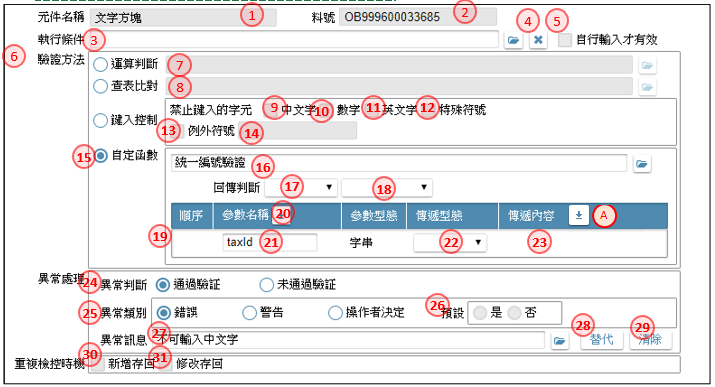 元件名稱 文字方塊 1 料號 OB999600033685 2
執行條件 3 4 5 自行輸入才有效
6 驗證方法 運算判斷 7
查表比對 8
鍵入控制 禁止鍵入的字元 9 中文字 10 數字 11 英文字 12 特殊符號
13 例外符號 14
15 自定函數 統一編號驗證 16
回傳判斷 17 18
順序 參數名稱 20 參數型態 傳遞型態 傳遞內容 A
19 taxId 21 字串 22 23
異常處理 24 異常判斷 通過驗證 未通過驗證
25 異常類別 錯誤 警告 操作者決定 26 預設 是 否
異常訊息 27 不可輸入中文字 28 替代 29 清除
重複檢控時機 30 新增存回 31 修改存回